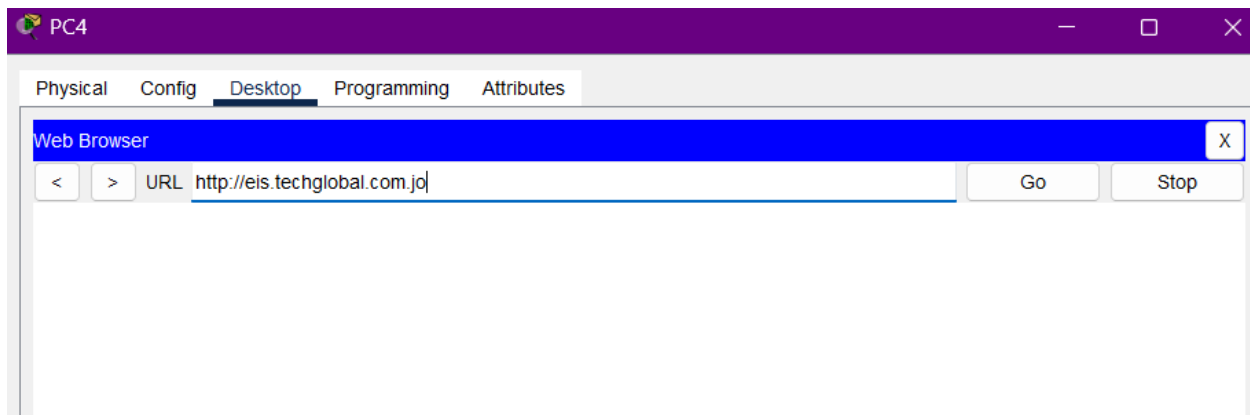 PC4
Physical Config Desktop Programming Attributes
Web Browser X
< > URL http://eis.techglobal.com.jo Go Stop